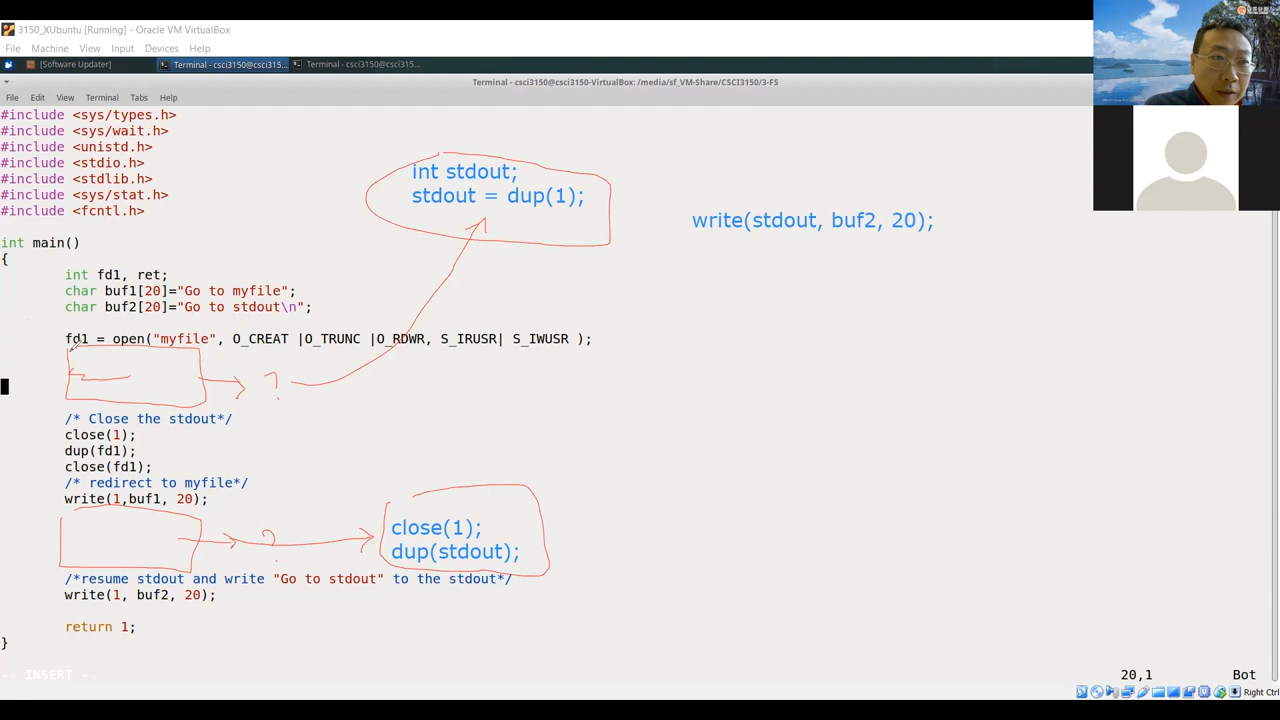 3150_XUbuntu [Running] - Oracle VM VirtualBox
File Machine View Input Devices Help
[Software Updater] Terminal - csci3150@csci315... Terminal - csci3150@csci315...
Terminal - csci3150@csci3150-VirtualBox: /media/sf_VM-Share/CSCI3150/3-FS
File Edit View Terminal Tabs Help
#include <sys/types.h>
#include <sys/wait.h>
#include <unistd.h>
#include <stdio.h>
#include <stdlib.h>
#include <sys/stat.h>
#include <fcntl.h>
int stdout;
stdout = dup(1);
write(stdout, buf2, 20);
int main()
{
int fd1, ret;
char buf1[20]="Go to myfile";
char buf2[20]="Go to stdout\n";
fd1 = open("myfile", O_CREAT |O_TRUNC |O_RDWR, S_IRUSR| S_IWUSR );
?
/* Close the stdout*/
close(1);
dup(fd1);
close(fd1);
/* redirect to myfile*/
write(1,buf1, 20);
?
close(1);
dup(stdout);
/*resume stdout and write "Go to stdout" to the stdout*/
write(1, buf2, 20);
return 1;
}
-- INSERT --
20,1 Bot
Right Ctrl